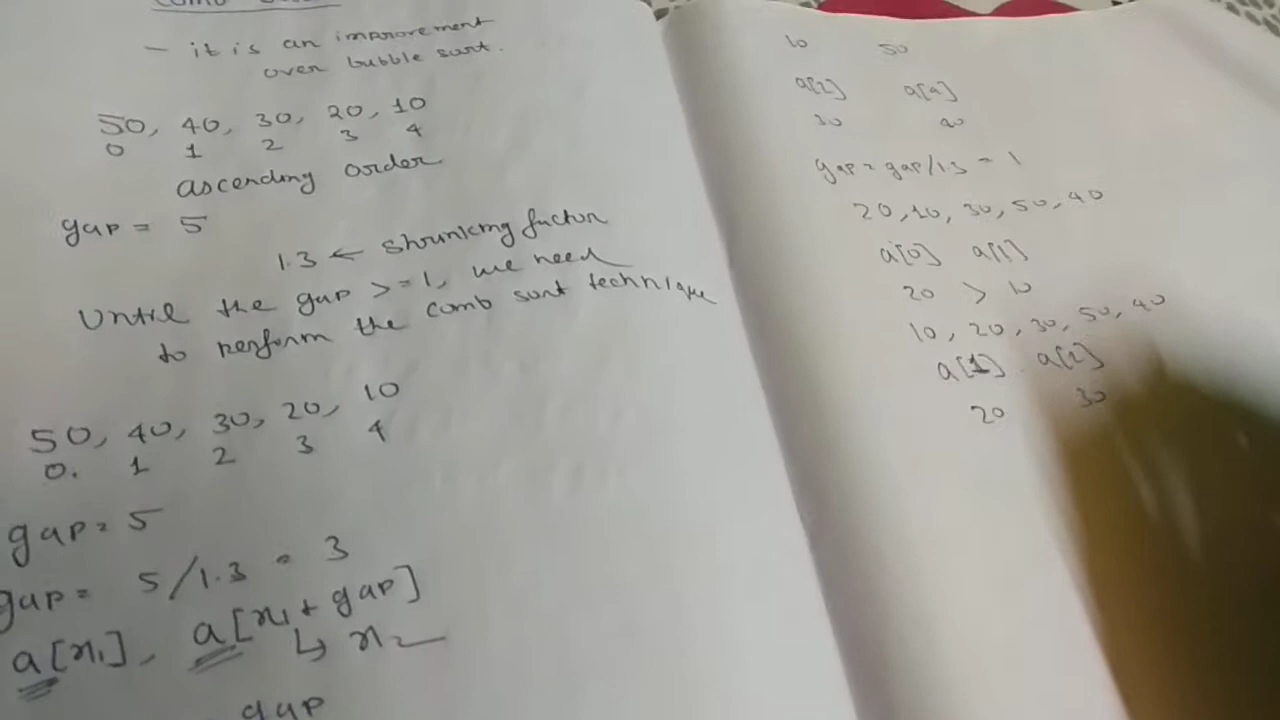 - it is an improvement
over bubble sort.
50, 40, 30, 20, 10
0 1 2 3 4
ascending order
gap = 5
1.3 ← shrinking factor
Until the gap >= 1, we need
to perform the comb sort technique
50, 40, 30, 20, 10
0. 1 2 3 4
gap = 5
gap = 5/1.3 = 3
a[n1], a[n1 + gap]
↳ n2
gap
10 50
a[2] a[4]
30 40
gap = gap/1.3 = 1
20, 10, 30, 50, 40
a[0] a[1]
20 > 10
10, 20, 30, 50, 40
a[1] a[2]
20 30